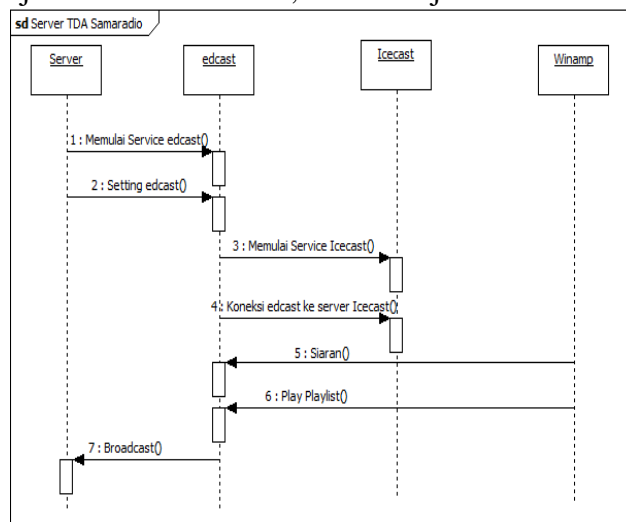 sd Server TDA Samaradio
Server
edcast
Icecast
Winamp
1 : Memulai Service edcast()
2 : Setting edcast()
3 : Memulai Service Icecast()
4 : Koneksi edcast ke server Icecast()
5 : Siaran()
6 : Play Playlist()
7 : Broadcast()